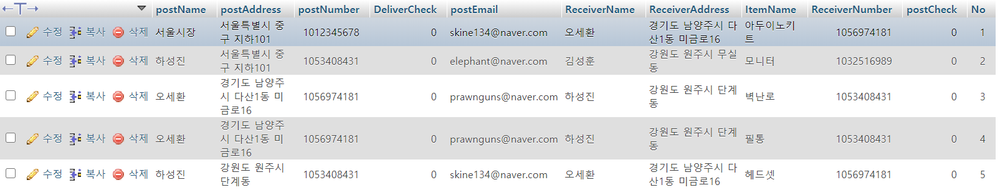 postName postAddress postNumber DeliverCheck postEmail ReceiverName ReceiverAddress ItemName ReceiverNumber postCheck No
수정 복사 삭제 서울시장 서울특별시 중구 지하101 1012345678 0 skine134@naver.com 오세환 경기도 남양주시 다산1동 미금로16 아두이노키트 1056974181 0 1
수정 복사 삭제 하성진 서울특별시 중구 지하101 1053408431 0 elephant@naver.com 김성훈 강원도 원주시 무실동 모니터 1032516989 0 2
수정 복사 삭제 오세환 경기도 남양주시 다산1동 미금로16 1056974181 0 prawnguns@naver.com 하성진 강원도 원주시 단계동 벽난로 1053408431 0 3
수정 복사 삭제 오세환 경기도 남양주시 다산1동 미금로16 1056974181 0 prawnguns@naver.com 하성진 강원도 원주시 단계동 필통 1053408431 0 4
수정 복사 삭제 하성진 강원도 원주시 단계동 1053408431 0 skine134@naver.com 오세환 경기도 남양주시 다산1동 미금로16 헤드셋 1056974181 0 5